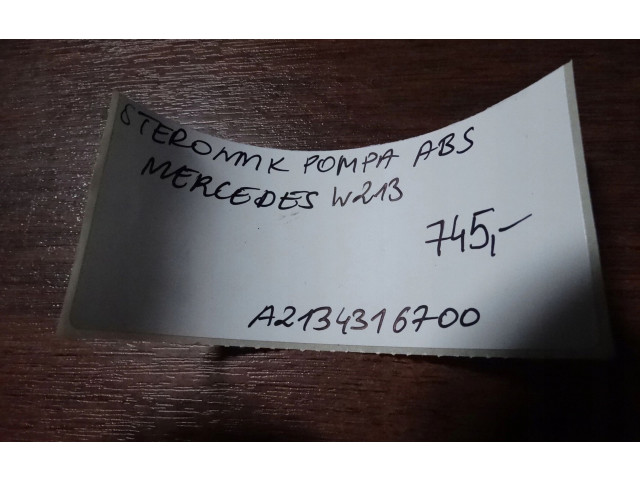 STEROWNIK POMPA ABS
MERCEDES W213
745,-
A2134316700